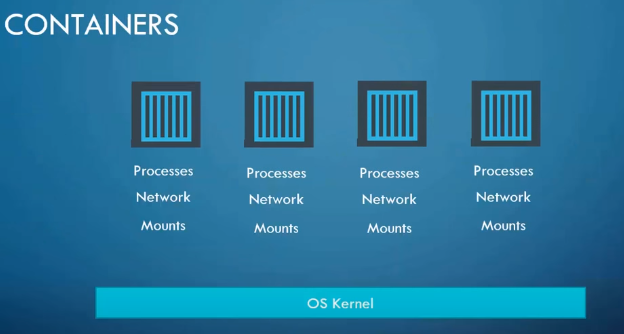 CONTAINERS
Processes Processes Processes Processes
Network Network Network Network
Mounts Mounts Mounts Mounts
OS Kernel